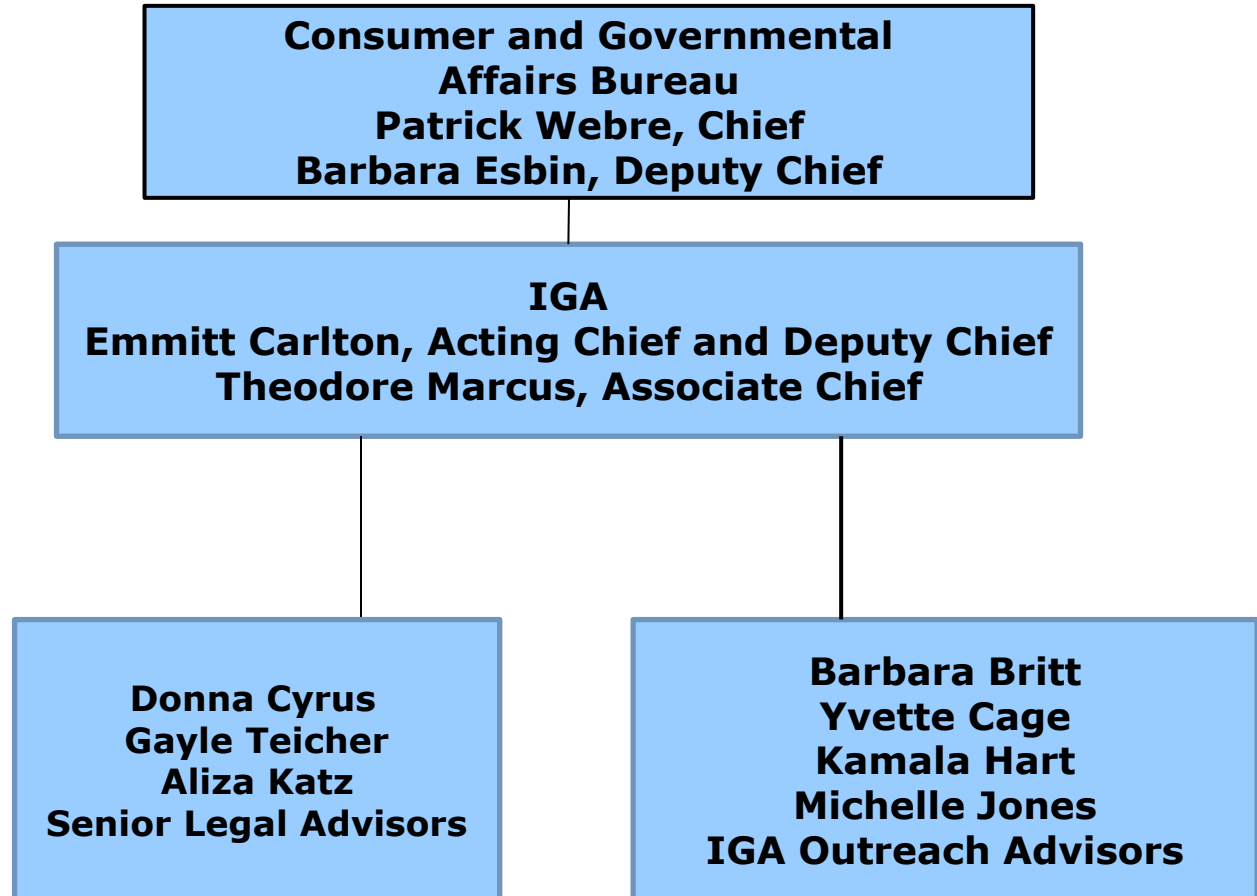 Consumer and Governmental
Affairs Bureau
Patrick Webre, Chief
Barbara Esbin, Deputy Chief
IGA
Emmitt Carlton, Acting Chief and Deputy Chief
Theodore Marcus, Associate Chief
Donna Cyrus
Gayle Teicher
Aliza Katz
Senior Legal Advisors
Barbara Britt
Yvette Cage
Kamala Hart
Michelle Jones
IGA Outreach Advisors